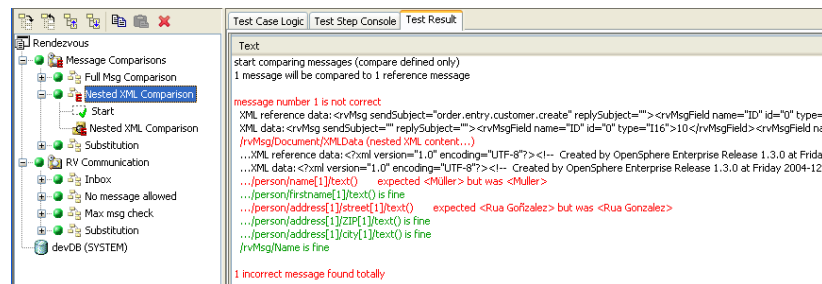 Test Case Logic Test Step Console Test Result
Rendezvous
Message Comparisons
Full Msg Comparison
Nested XML Comparison
Start
Nested XML Comparison
Substitution
RV Communication
Inbox
No message allowed
Max msg check
Substitution
devDB (SYSTEM)
Text
start comparing messages (compare defined only)
1 message will be compared to 1 reference message
message number 1 is not correct
XML reference data: <rvMsg sendSubject="order.entry.customer.create" replySubject=""><rvMsgField name="ID" id="0" type=
XML data: <rvMsg sendSubject="" replySubject=""><rvMsgField name="ID" id="0" type="I16">10</rvMsgField><rvMsgField na
/rvMsg/Document/XMLData (nested XML content...)
...XML reference data: <?xml version="1.0" encoding="UTF-8"?><!-- Created by OpenSphere Enterprise Release 1.3.0 at Frida
...XML data: <?xml version="1.0" encoding="UTF-8"?><!-- Created by OpenSphere Enterprise Release 1.3.0 at Friday 2004-12
.../person/name[1]/text() expected <Müller> but was <Muller>
.../person/firstname[1]/text() is fine
.../person/address[1]/street[1]/text() expected <Rua Goñzalez> but was <Rua Gonzalez>
.../person/address[1]/ZIP[1]/text() is fine
.../person/address[1]/city[1]/text() is fine
/rvMsg/Name is fine
1 incorrect message found totally